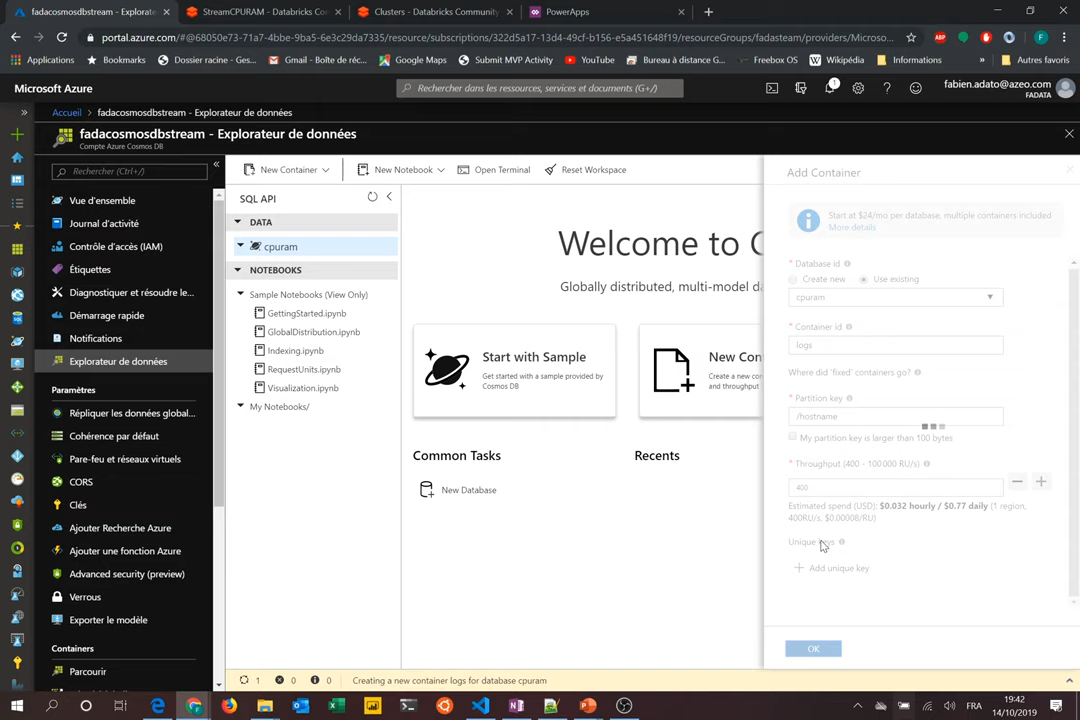 fadacosmosdbstream - Explorate
StreamCPURAM - Databricks Con
Clusters - Databricks Community
PowerApps
portal.azure.com/#@68050e73-71a7-4bbe-9ba5-6e3c29da7335/resource/subscriptions/322d5a17-13d4-49cf-b156-e5a451648f19/resourceGroups/fadasteam/providers/Microso...
Applications
Bookmarks
Dossier racine - Ges...
Gmail - Boîte de réc...
Google Maps
Submit MVP Activity
YouTube
Bureau à distance G...
Freebox OS
Wikipédia
Informations
Autres favoris
Microsoft Azure
Rechercher dans les ressources, services et documents (G+/)
1
fabien.adato@azeo.com
FADATA
Accueil > fadacosmosdbstream - Explorateur de données
fadacosmosdbstream - Explorateur de données
Compte Azure Cosmos DB
Rechercher (Ctrl+/)
Vue d'ensemble
Journal d'activité
Contrôle d'accès (IAM)
Étiquettes
Diagnostiquer et résoudre le...
Démarrage rapide
Notifications
Explorateur de données
Paramètres
Répliquer les données global...
Cohérence par défaut
Pare-feu et réseaux virtuels
CORS
Clés
Ajouter Recherche Azure
Ajouter une fonction Azure
Advanced security (preview)
Verrous
Exporter le modèle
Containers
Parcourir
New Container
New Notebook
Open Terminal
Reset Workspace
SQL API
DATA
cpuram
NOTEBOOKS
Sample Notebooks (View Only)
GettingStarted.ipynb
GlobalDistribution.ipynb
Indexing.ipynb
RequestUnits.ipynb
Visualization.ipynb
My Notebooks/
Welcome to C
Globally distributed, multi-model da
Start with Sample
Get started with a sample provided by
Cosmos DB
New Con
Create a new con
and throughput
Common Tasks
New Database
Recents
Add Container
Start at $24/mo per database, multiple containers included
More details
* Database id
Create new
Use existing
cpuram
* Container id
logs
Where did 'fixed' containers go?
* Partition key
/hostname
My partition key is larger than 100 bytes
* Throughput (400 - 100000 RU/s)
400
Estimated spend (USD): $0.032 hourly / $0.77 daily (1 region,
400RU/s, $0.00008/RU)
Unique keys
Add unique key
OK
1
0
0
Creating a new container logs for database cpuram
FRA
19:42
14/10/2019